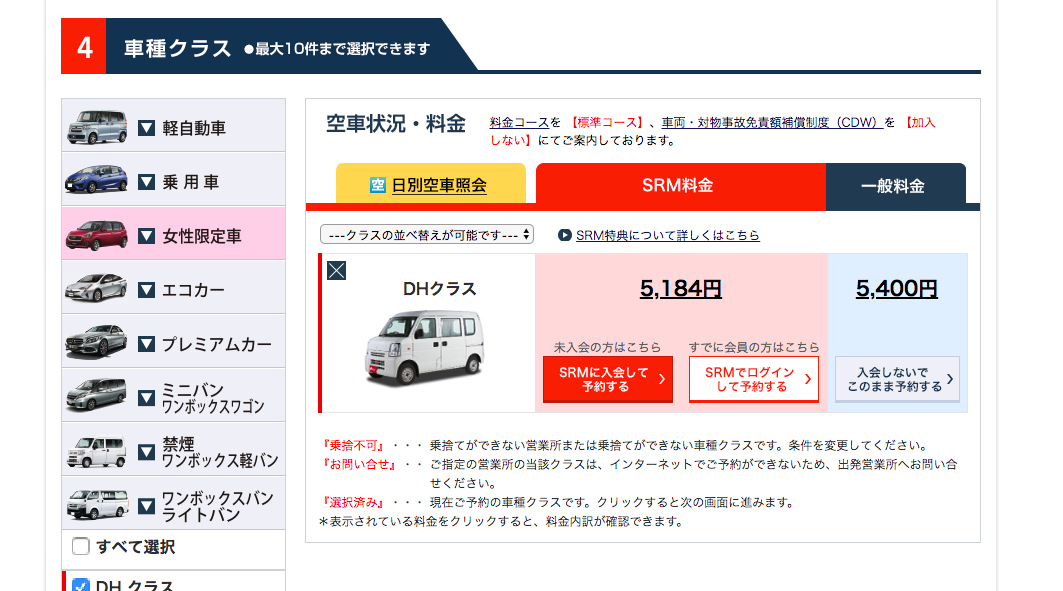 4 車種クラス ●最大10件まで選択できます
軽自動車
乗 用 車
女性限定車
エコカー
プレミアムカー
ミニバン
ワンボックスワゴン
禁煙
ワンボックス軽バン
ワンボックスバン
ライトバン
すべて選択
DH クラス
空車状況・料金
料金コースを 【標準コース】、車両・対物事故免責額補償制度（CDW）を 【加入
しない】にてご案内しております。
空 日別空車照会
SRM料金
一般料金
---クラスの並べ替えが可能です---
SRM特典について詳しくはこちら
DHクラス
5,184円
5,400円
未入会の方はこちら
すでに会員の方はこちら
SRMに入会して
予約する
SRMでログイン
して予約する
入会しないで
このまま予約する
『乗捨不可』・・・ 乗捨てができない営業所または乗捨てができない車種クラスです。条件を変更してください。
『お問い合せ』・・・ ご指定の営業所の当該クラスは、インターネットでご予約ができないため、出発営業所へお問い合
せください。
『選択済み』・・・ 現在ご予約の車種クラスです。クリックすると次の画面に進みます。
＊表示されている料金をクリックすると、料金内訳が確認できます。